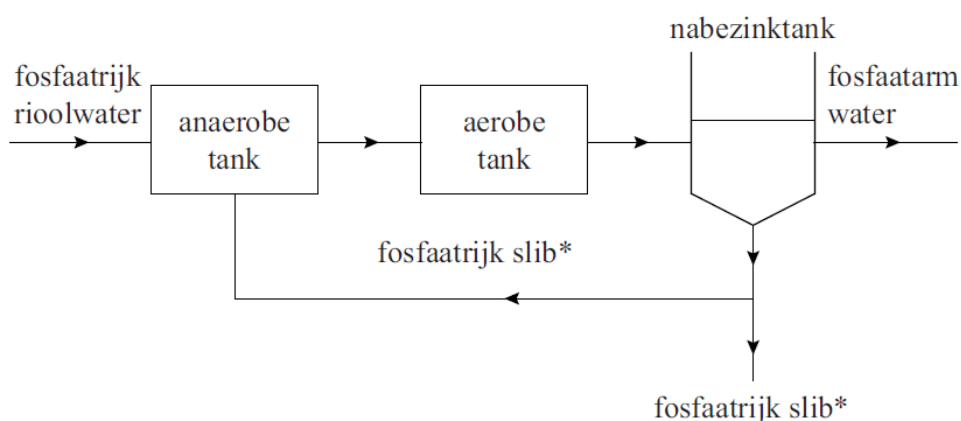 nabezinktank
fosfaatrijk
rioolwater
anaerobe
tank
aerobe
tank
fosfaatarm
water
fosfaatrijk slib*
fosfaatrijk slib*